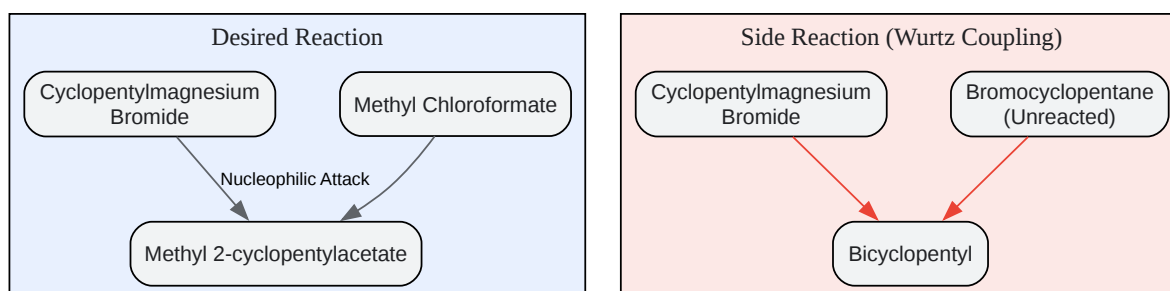 Desired Reaction
Cyclopentylmagnesium
Bromide
Methyl Chloroformate
Nucleophilic Attack
Methyl 2-cyclopentylacetate
Side Reaction (Wurtz Coupling)
Cyclopentylmagnesium
Bromide
Bromocyclopentane
(Unreacted)
Bicyclopentyl